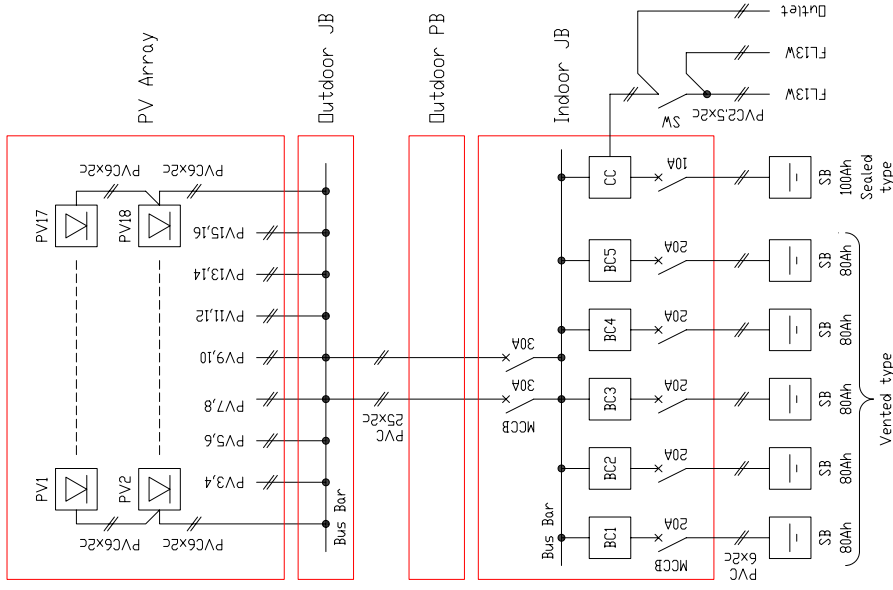 PV Array
Outdoor JB
Outdoor PB
Indoor JB
Outlet
FL13W
FL13W
SW
PVC2.5x2c
PVC6x2c
PVC6x2c
PV17
PV18
PV15,16
PV13,14
PV11,12
PV9,10
PV7,8
PV5,6
PV3,4
PV1
PV2
PVC6x2c
PVC6x2c
Bus Bar
PVC
25x2c
30A
30A
MCCB
Bus Bar
CC
10A
SB
100Ah
Sealed
type
BC5
20A
SB
80Ah
BC4
20A
SB
80Ah
BC3
20A
SB
80Ah
BC2
20A
SB
80Ah
BC1
20A
MCCB
PVC
6x2c
SB
80Ah
Vented type